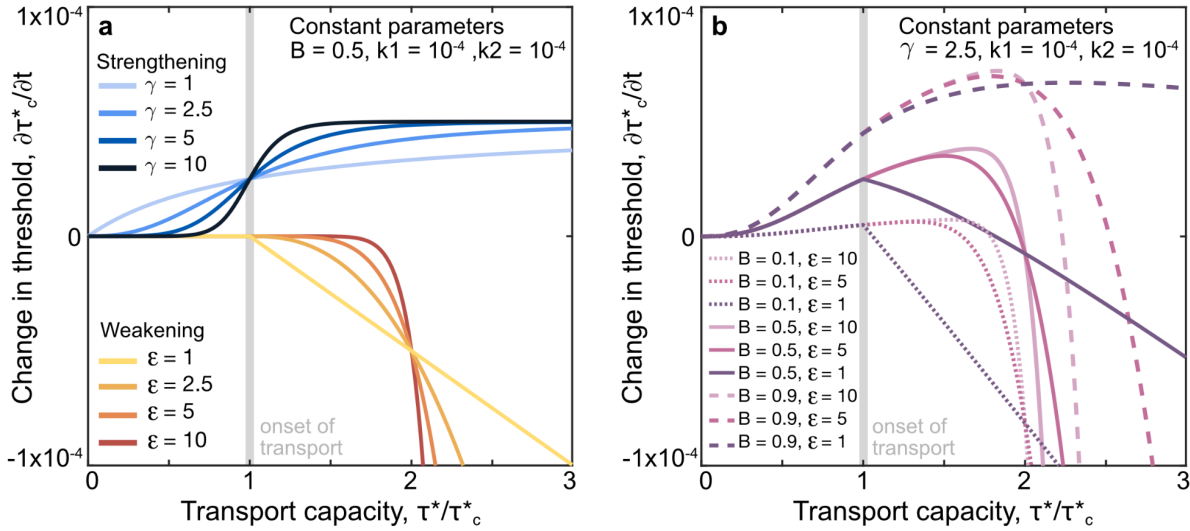 a
1x10⁻⁴
0
-1x10⁻⁴
Change in threshold, ∂τ*c/∂t
Constant parameters
B = 0.5, k1 = 10⁻⁴ ,k2 = 10⁻⁴
Strengthening
γ = 1
γ = 2.5
γ = 5
γ = 10
Weakening
ε = 1
ε = 2.5
ε = 5
ε = 10
onset of
transport
0 1 2 3
Transport capacity, τ*/τ*c
b
1x10⁻⁴
0
-1x10⁻⁴
Change in threshold, ∂τ*c/∂t
Constant parameters
γ = 2.5, k1 = 10⁻⁴, k2 = 10⁻⁴
B = 0.1, ε = 10
B = 0.1, ε = 5
B = 0.1, ε = 1
B = 0.5, ε = 10
B = 0.5, ε = 5
B = 0.5, ε = 1
B = 0.9, ε = 10
B = 0.9, ε = 5
B = 0.9, ε = 1
onset of
transport
0 1 2 3
Transport capacity, τ*/τ*c